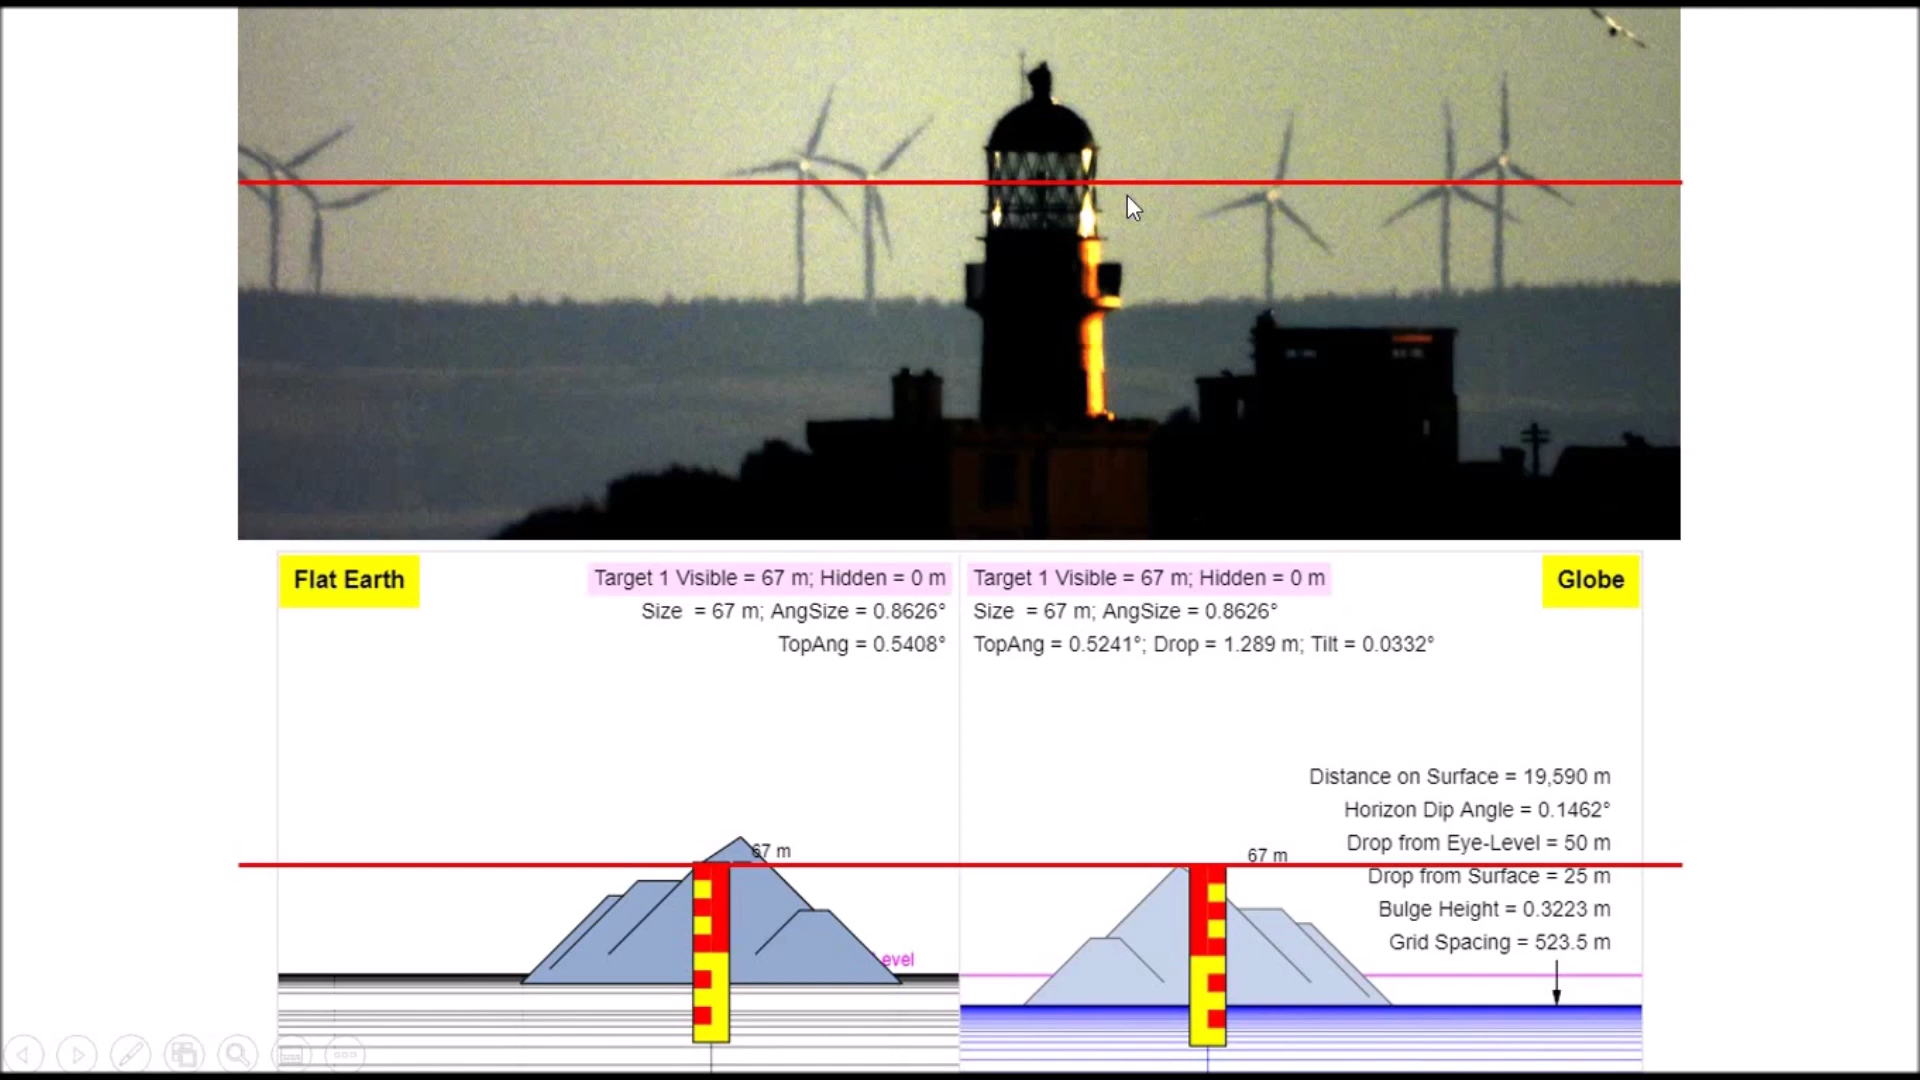 Flat Earth
Target 1 Visible = 67 m; Hidden = 0 m
Size = 67 m; AngSize = 0.8626°
TopAng = 0.5408°
67 m
evel
Target 1 Visible = 67 m; Hidden = 0 m
Globe
Size = 67 m; AngSize = 0.8626°
TopAng = 0.5241°; Drop = 1.289 m; Tilt = 0.0332°
Distance on Surface = 19,590 m
Horizon Dip Angle = 0.1462°
Drop from Eye-Level = 50 m
67 m
Drop from Surface = 25 m
Bulge Height = 0.3223 m
Grid Spacing = 523.5 m